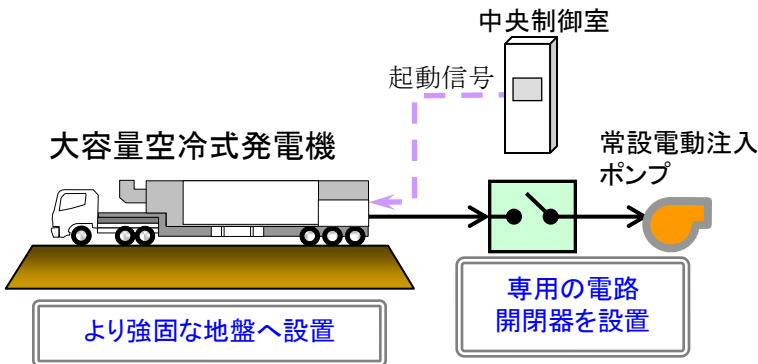 中央制御室
起動信号
大容量空冷式発電機
常設電動注入
ポンプ
専用の電路
開閉器を設置
より強固な地盤へ設置